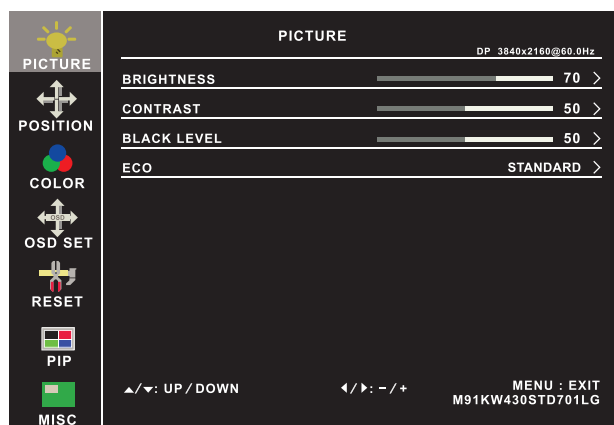 PICTURE
POSITION
COLOR
OSD
OSD SET
RESET
PIP
MISC
PICTURE
DP 3840x2160@60.0Hz
BRIGHTNESS 70 >
CONTRAST 50 >
BLACK LEVEL 50 >
ECO STANDARD >
▲/▼: UP / DOWN ◀/▶: – / + MENU : EXIT
M91KW430STD701LG